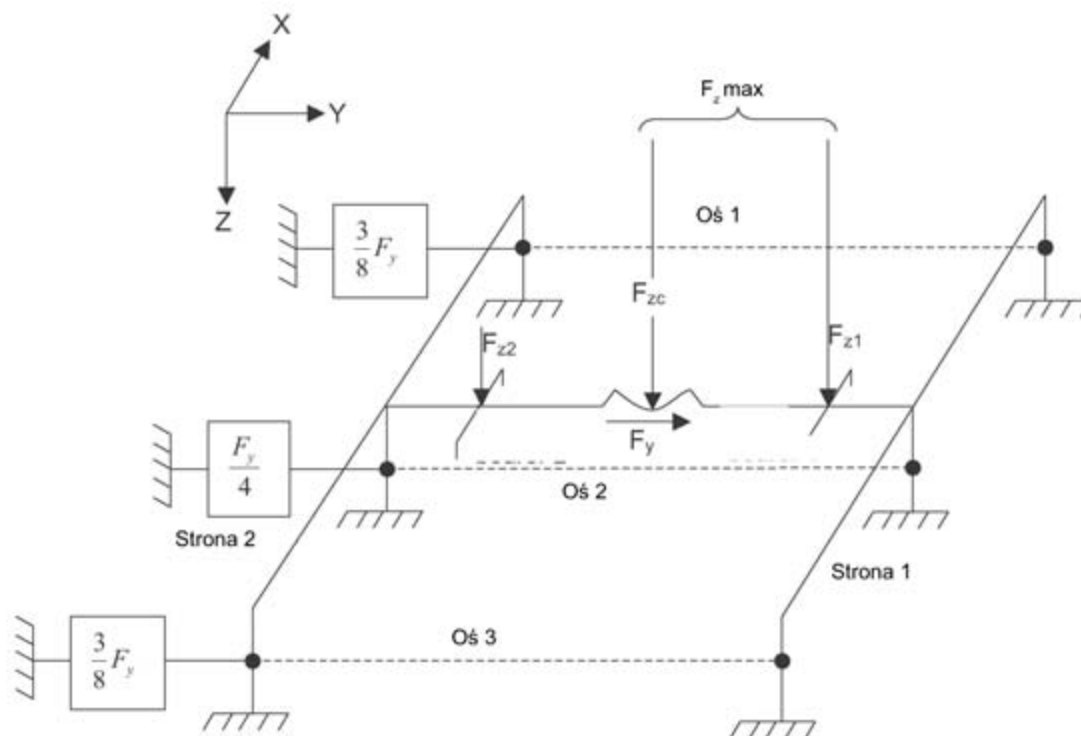 X
Y
Z
F_z max
Oś 1
3/8 F_y
F_zc
F_z2
F_z1
F_y
F_y/4
Oś 2
Strona 2
Strona 1
Oś 3
3/8 F_y